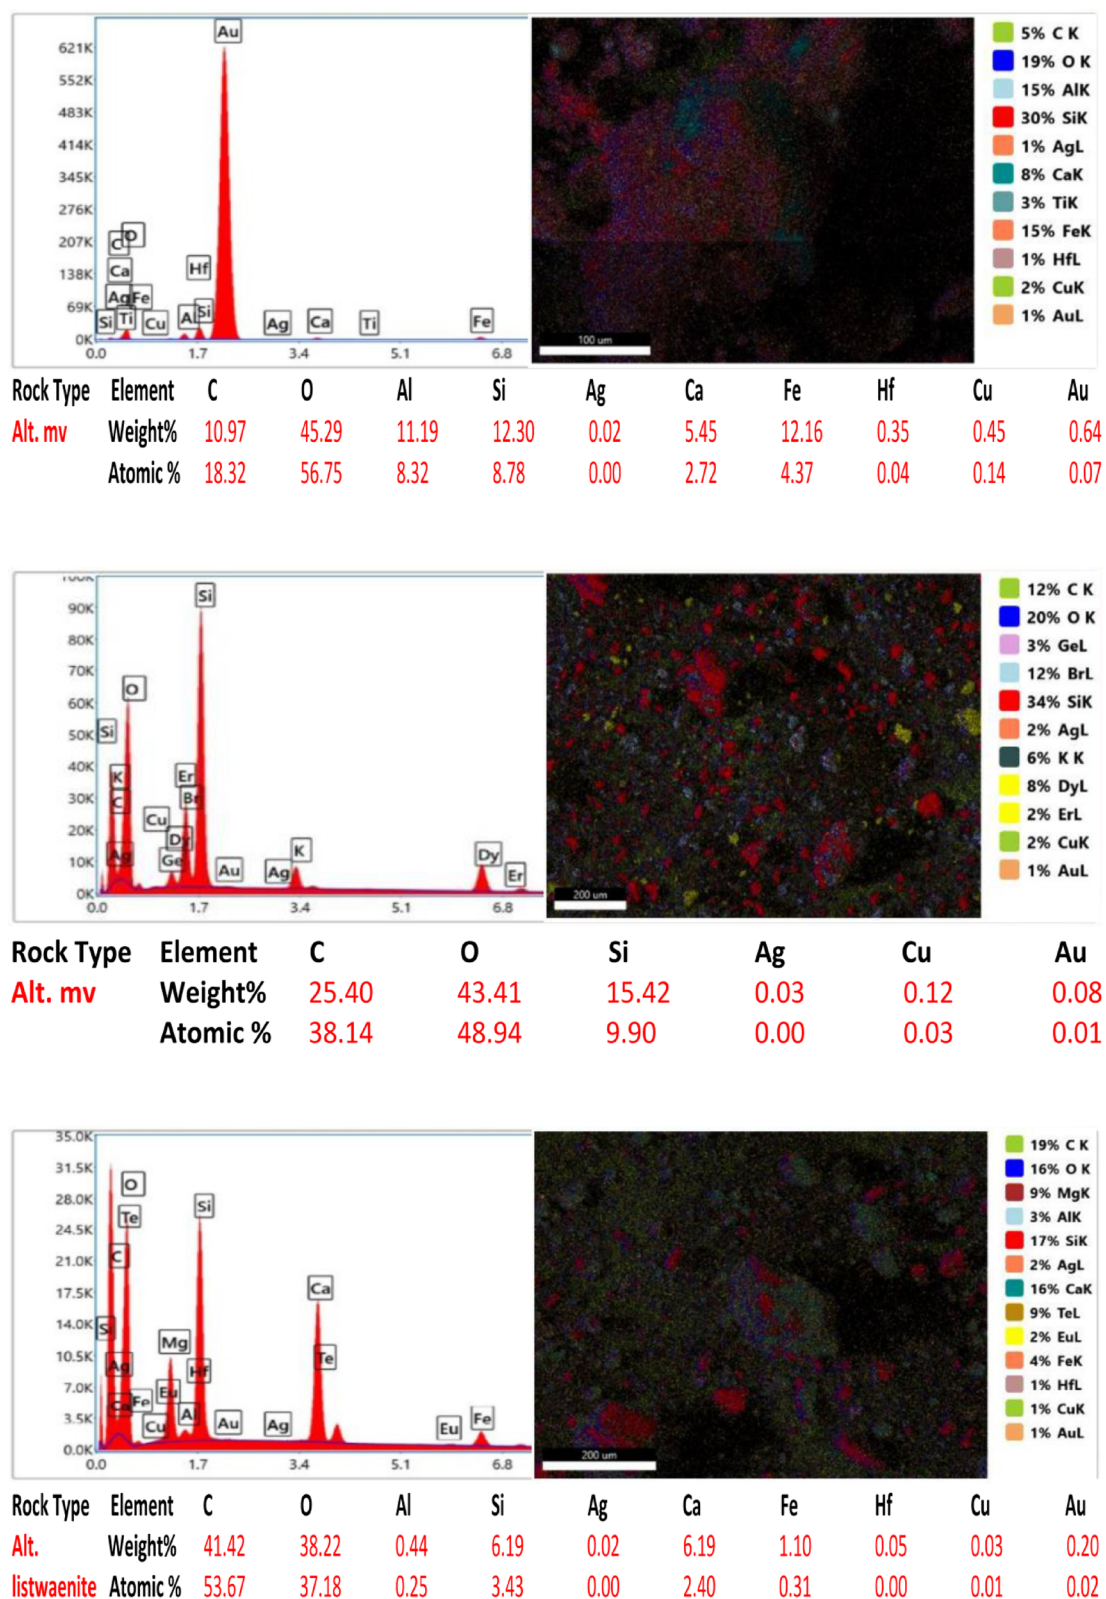 Au
621K
552K
483K
414K
345K
276K
207K
138K
69K
0K
C O
Ca Hf
Ag Fe
Si Ti Cu Al Si Ag Ca Ti Fe
0.0 1.7 3.4 5.1 6.8
100 um
5% C K
19% O K
15% AlK
30% SiK
1% AgL
8% CaK
3% TiK
15% FeK
1% HfL
2% CuK
1% AuL
Rock Type Element C O Al Si Ag Ca Fe Hf Cu Au
Alt. mv Weight% 10.97 45.29 11.19 12.30 0.02 5.45 12.16 0.35 0.45 0.64
Atomic % 18.32 56.75 8.32 8.78 0.00 2.72 4.37 0.04 0.14 0.07
100K
90K
80K
70K
60K
50K
40K
30K
20K
10K
0K
Si
O
Si
K Er
C Br
Cu
Dy
Ag Ge Au Ag K Dy Er
0.0 1.7 3.4 5.1 6.8
200 um
12% C K
20% O K
3% GeL
12% BrL
34% SiK
2% AgL
6% K K
8% DyL
2% ErL
2% CuK
1% AuL
Rock Type Element C O Si Ag Cu Au
Alt. mv Weight% 25.40 43.41 15.42 0.03 0.12 0.08
Atomic % 38.14 48.94 9.90 0.00 0.03 0.01
35.0K
31.5K
28.0K
24.5K
21.0K
17.5K
14.0K
10.5K
7.0K
3.5K
0.0K
O
Te Si
C Ca
Si Mg Te
Ag Hf
Ca Fe Eu
Cu Al Au Ag Eu Fe
0.0 1.7 3.4 5.1 6.8
200 um
19% C K
16% O K
9% MgK
3% AlK
17% SiK
2% AgL
16% CaK
9% TeL
2% EuL
4% FeK
1% HfL
1% CuK
1% AuL
Rock Type Element C O Al Si Ag Ca Fe Hf Cu Au
Alt. Weight% 41.42 38.22 0.44 6.19 0.02 6.19 1.10 0.05 0.03 0.20
listwaenite Atomic % 53.67 37.18 0.25 3.43 0.00 2.40 0.31 0.00 0.01 0.02